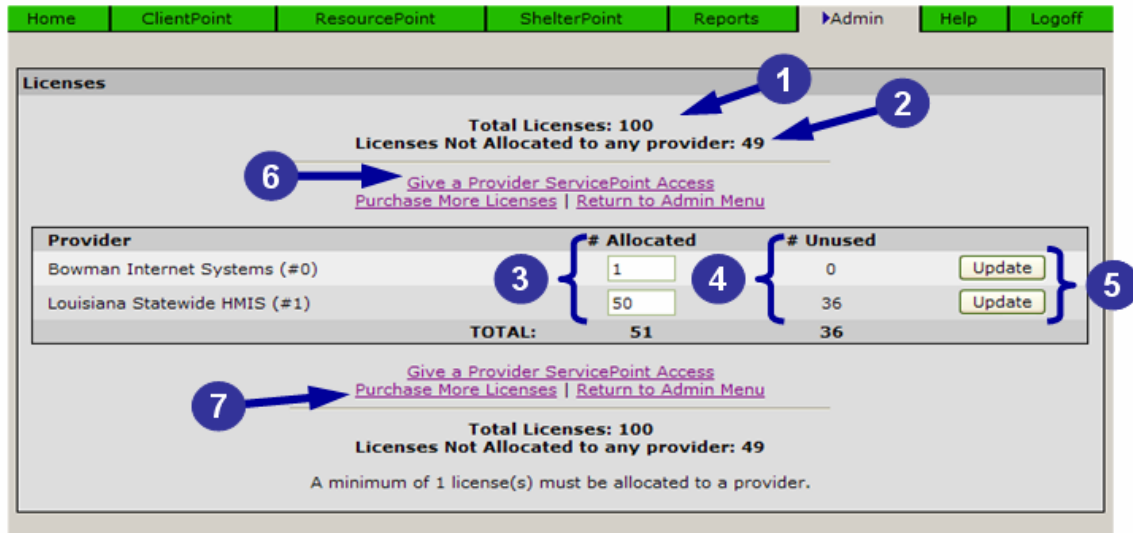 Home ClientPoint ResourcePoint ShelterPoint Reports Admin Help Logoff
Licenses
1
Total Licenses: 100
2
Licenses Not Allocated to any provider: 49
6
Give a Provider ServicePoint Access
Purchase More Licenses | Return to Admin Menu
Provider # Allocated # Unused
Bowman Internet Systems (#0) 1 0 Update
3 4 5
Louisiana Statewide HMIS (#1) 50 36 Update
TOTAL: 51 36
Give a Provider ServicePoint Access
Purchase More Licenses | Return to Admin Menu
7
Total Licenses: 100
Licenses Not Allocated to any provider: 49
A minimum of 1 license(s) must be allocated to a provider.